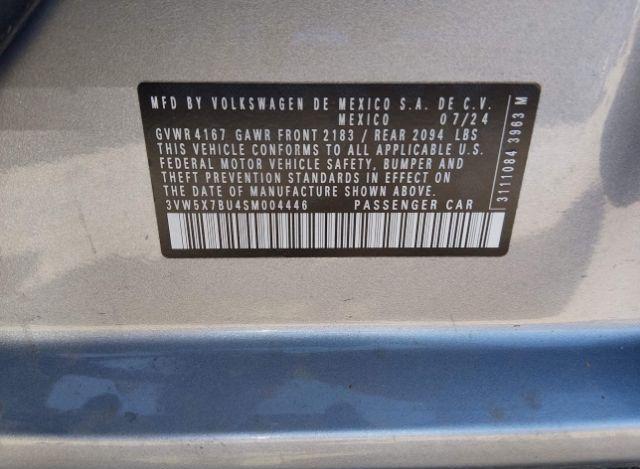 MFD BY VOLKSWAGEN DE MEXICO S.A. DE C.V.
MEXICO 07/24
GVWR 4167 GAWR FRONT 2183 / REAR 2094 LBS
THIS VEHICLE CONFORMS TO ALL APPLICABLE U.S.
FEDERAL MOTOR VEHICLE SAFETY, BUMPER AND
THEFT PREVENTION STANDARDS IN EFFECT ON
THE DATE OF MANUFACTURE SHOWN ABOVE.
3VW5X7BU4SM004446 PASSENGER CAR
3111084 3963 M